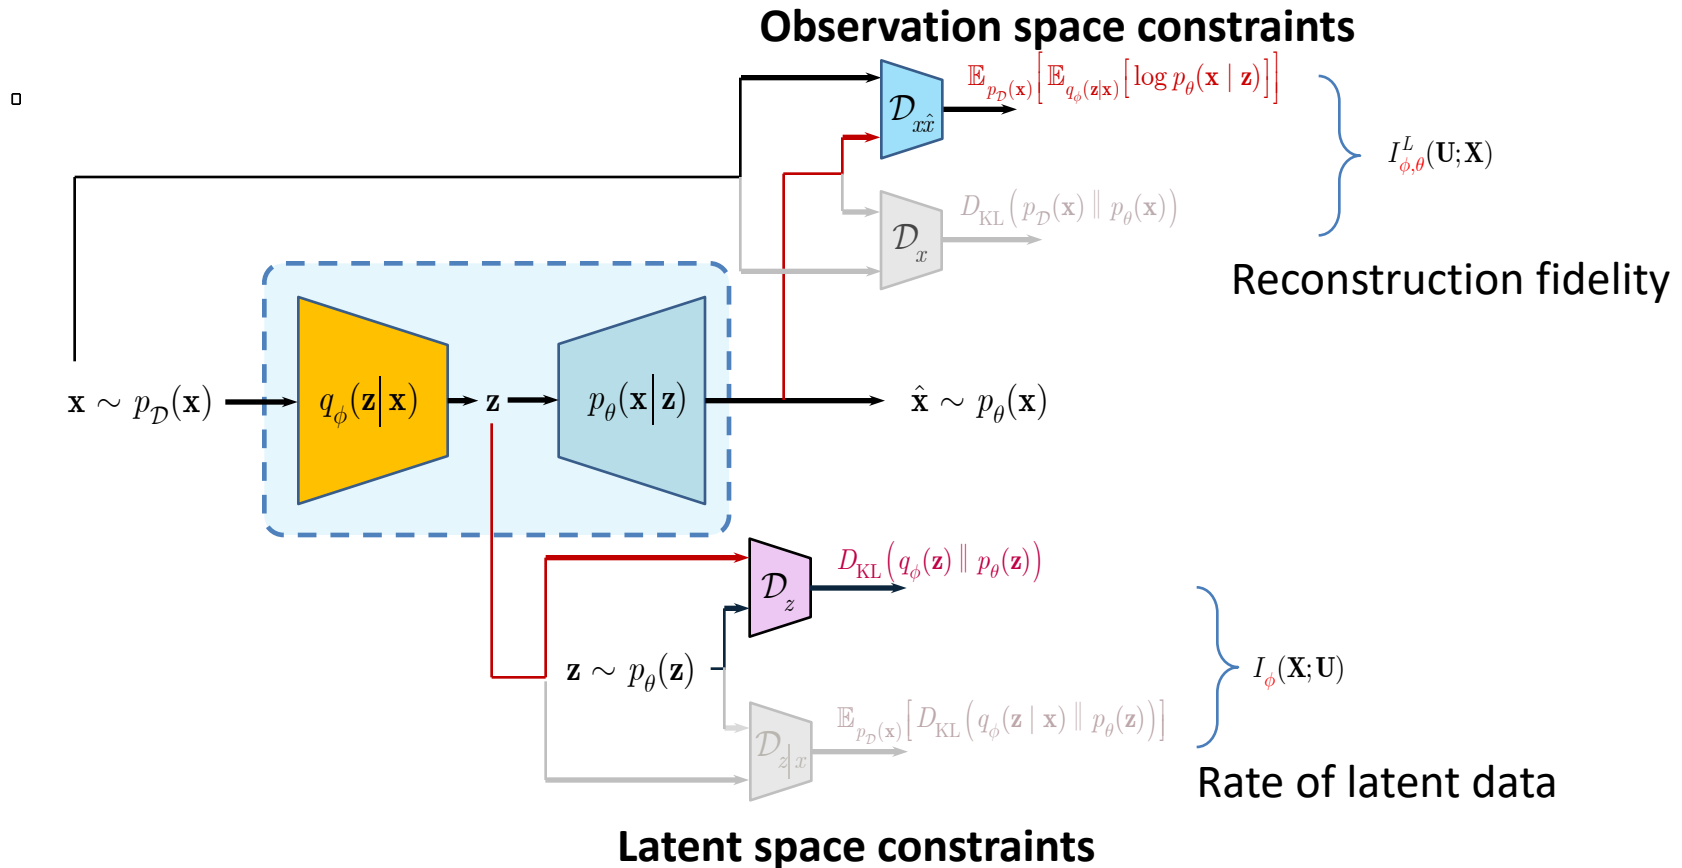 Observation space constraints
𝔼_{p_𝒟(𝐱)}[𝔼_{q_ϕ(𝐳|𝐱)}[log p_θ(𝐱 | 𝐳)]]
𝒟_{xx̂}
I^L_{ϕ,θ}(𝐔; 𝐗)
D_KL(p_𝒟(𝐱) ∥ p_θ(𝐱))
𝒟_x
Reconstruction fidelity
𝐱 ∼ p_𝒟(𝐱)
q_ϕ(𝐳|𝐱)
𝐳
p_θ(𝐱|𝐳)
𝐱̂ ∼ p_θ(𝐱)
D_KL(q_ϕ(𝐳) ∥ p_θ(𝐳))
𝒟_z
𝐳 ∼ p_θ(𝐳)
I_ϕ(𝐗; 𝐔)
𝔼_{p_𝒟(𝐱)}[D_KL(q_ϕ(𝐳 | 𝐱) ∥ p_θ(𝐳))]
𝒟_{z|x}
Rate of latent data
Latent space constraints